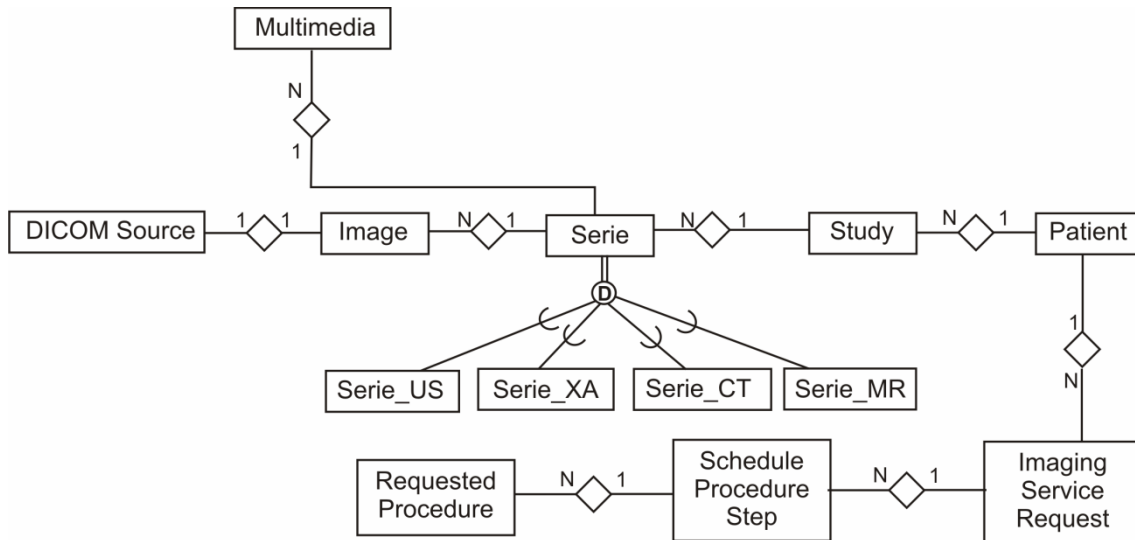 Multimedia
N
1
DICOM Source
1
1
Image
N
1
Serie
N
1
Study
N
1
Patient
D
1
N
Serie_US
Serie_XA
Serie_CT
Serie_MR
Requested
Procedure
N
1
Schedule
Procedure
Step
N
1
Imaging
Service
Request